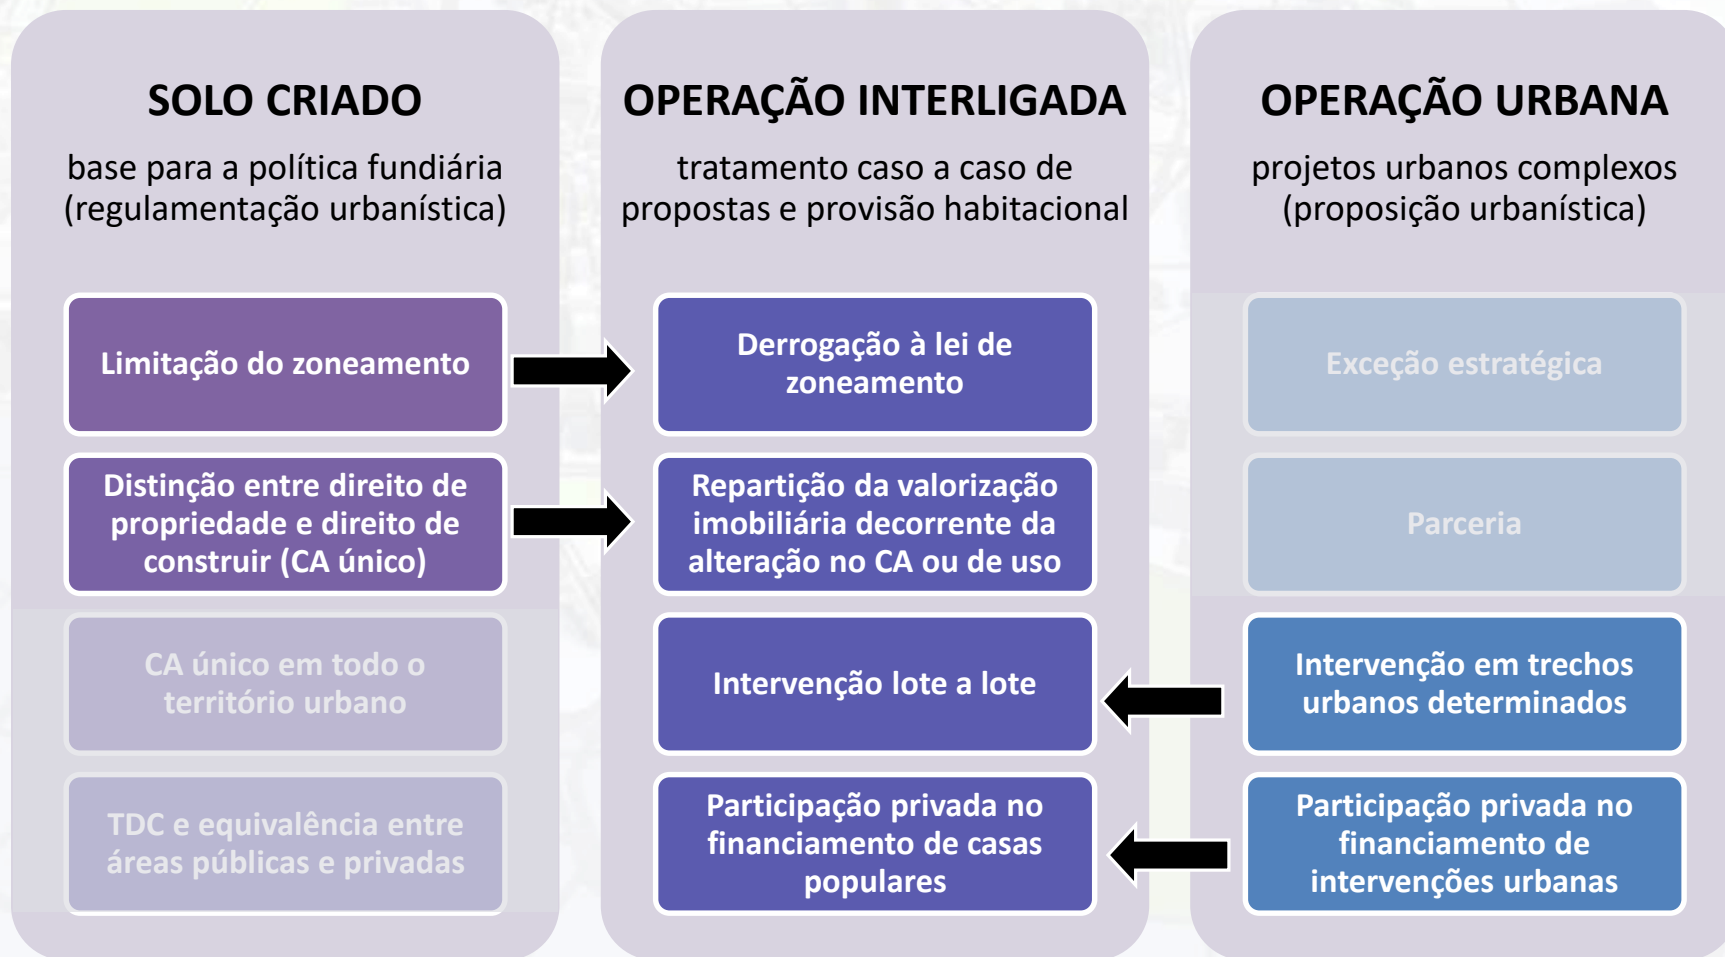 SOLO CRIADO
base para a política fundiária
(regulamentação urbanística)
Limitação do zoneamento
Distinção entre direito de
propriedade e direito de
construir (CA único)
CA único em todo o
território urbano
TDC e equivalência entre
áreas públicas e privadas
OPERAÇÃO INTERLIGADA
tratamento caso a caso de
propostas e provisão habitacional
Derrogação à lei de
zoneamento
Repartição da valorização
imobiliária decorrente da
alteração no CA ou de uso
Intervenção lote a lote
Participação privada no
financiamento de casas
populares
OPERAÇÃO URBANA
projetos urbanos complexos
(proposição urbanística)
Exceção estratégica
Parceria
Intervenção em trechos
urbanos determinados
Participação privada no
financiamento de
intervenções urbanas